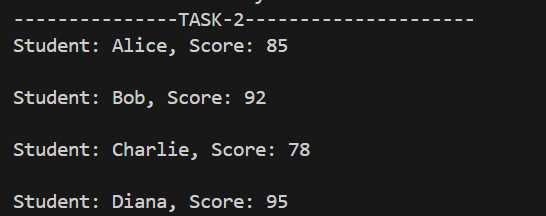 ---------------TASK-2---------------------
Student: Alice, Score: 85
Student: Bob, Score: 92
Student: Charlie, Score: 78
Student: Diana, Score: 95